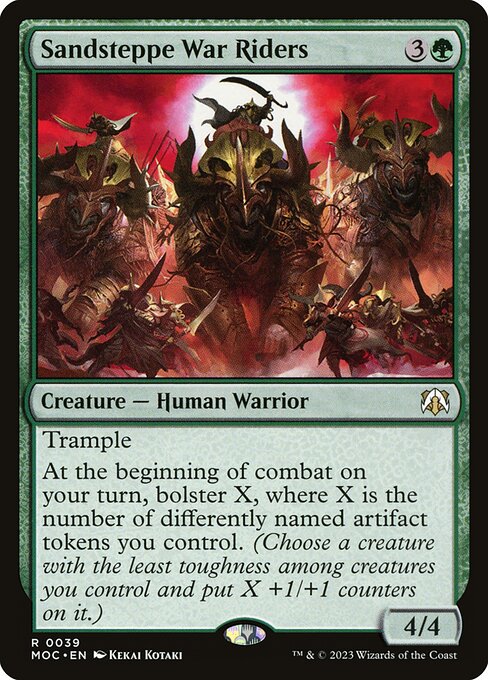 Sandsteppe War Riders 3
Creature — Human Warrior
Trample
At the beginning of combat on
your turn, bolster X, where X is the
number of differently named artifact
tokens you control. (Choose a creature
with the least toughness among creatures
you control and put X +1/+1 counters
on it.)
4/4
R 0039
MOC • EN Kekai Kotaki
™ & © 2023 Wizards of the Coast